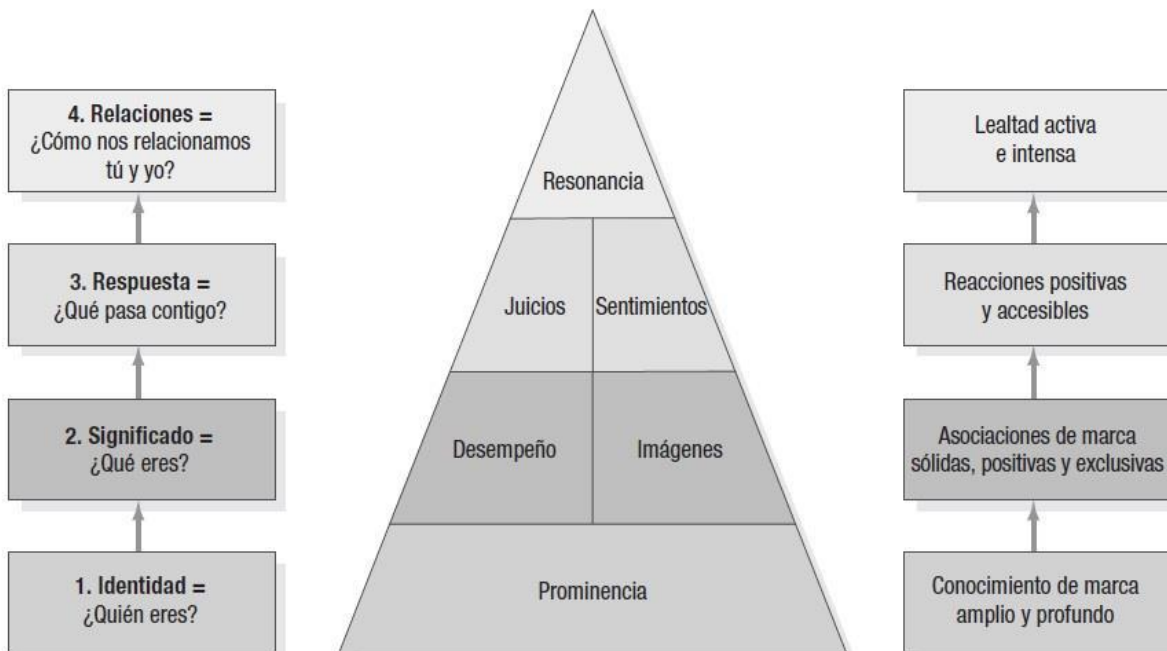 4. Relaciones =
¿Cómo nos relacionamos
tú y yo?
3. Respuesta =
¿Qué pasa contigo?
2. Significado =
¿Qué eres?
1. Identidad =
¿Quién eres?
Resonancia
Juicios
Sentimientos
Desempeño
Imágenes
Prominencia
Lealtad activa
e intensa
Reacciones positivas
y accesibles
Asociaciones de marca
sólidas, positivas y exclusivas
Conocimiento de marca
amplio y profundo